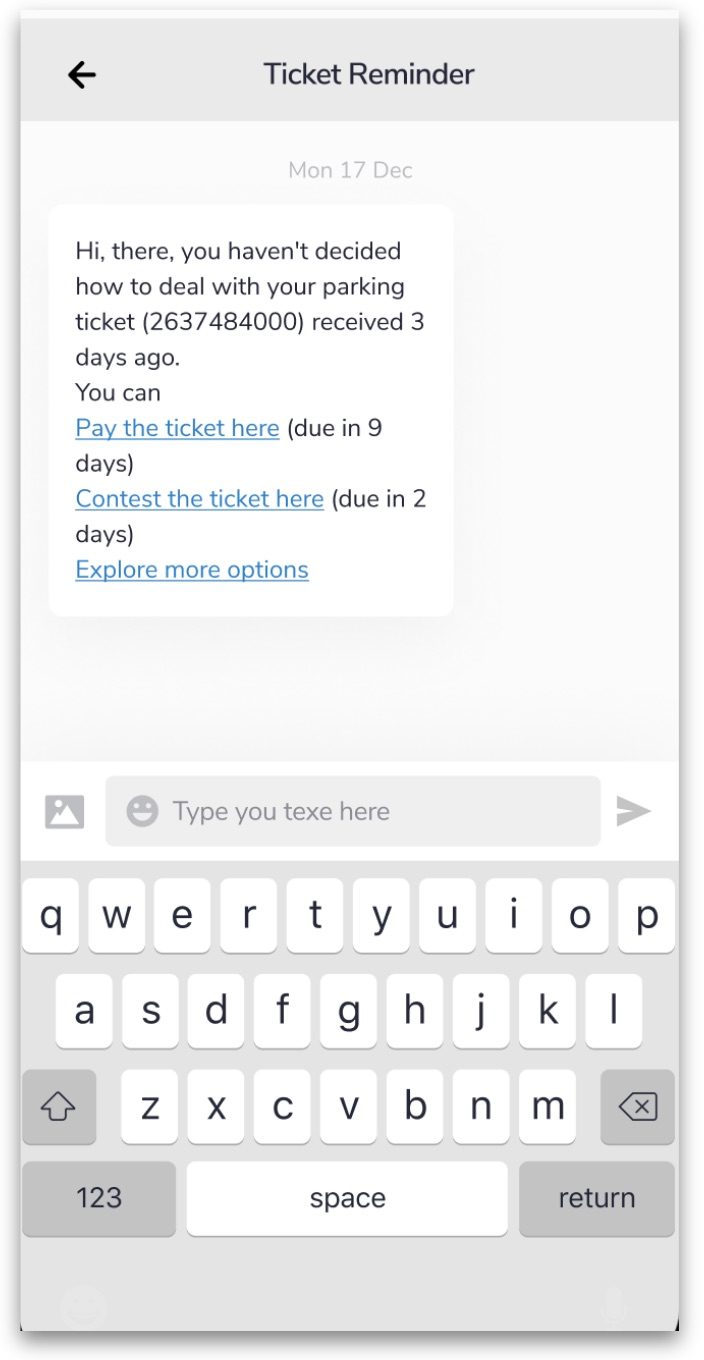 Ticket Reminder
Mon 17 Dec
Hi, there, you haven't decided
how to deal with your parking
ticket (2637484000) received 3
days ago.
You can
Pay the ticket here (due in 9
days)
Contest the ticket here (due in 2
days)
Explore more options
Type you texe here
q w e r t y u i o p
a s d f g h j k l
z x c v b n m
123 space return